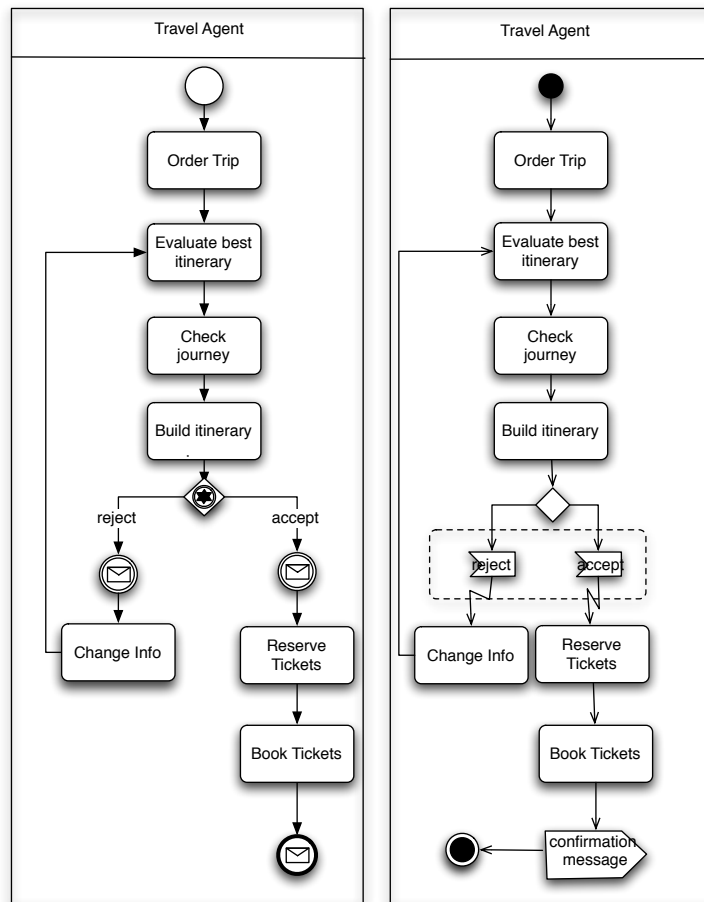 Travel Agent
Order Trip
Evaluate best
itinerary
Check
journey
Build itinerary
reject
accept
Change Info
Reserve
Tickets
Book Tickets
Travel Agent
Order Trip
Evaluate best
itinerary
Check
journey
Build itinerary
reject
accept
Change Info
Reserve
Tickets
Book Tickets
confirmation
message